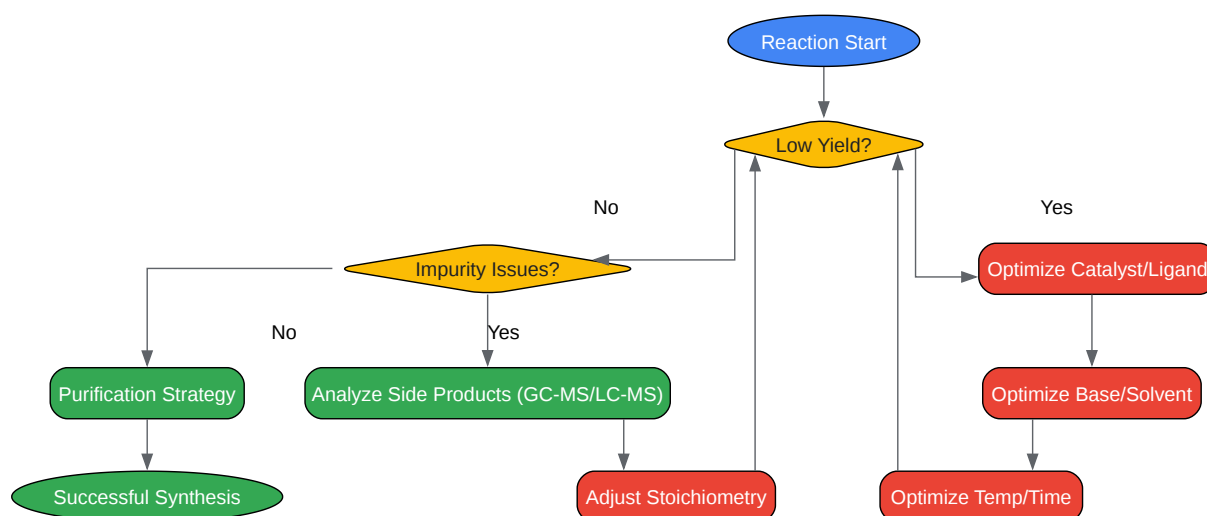 Reaction Start
Low Yield?
No
Yes
Impurity Issues?
Optimize Catalyst/Ligand
No
Yes
Purification Strategy
Analyze Side Products (GC-MS/LC-MS)
Optimize Base/Solvent
Successful Synthesis
Adjust Stoichiometry
Optimize Temp/Time